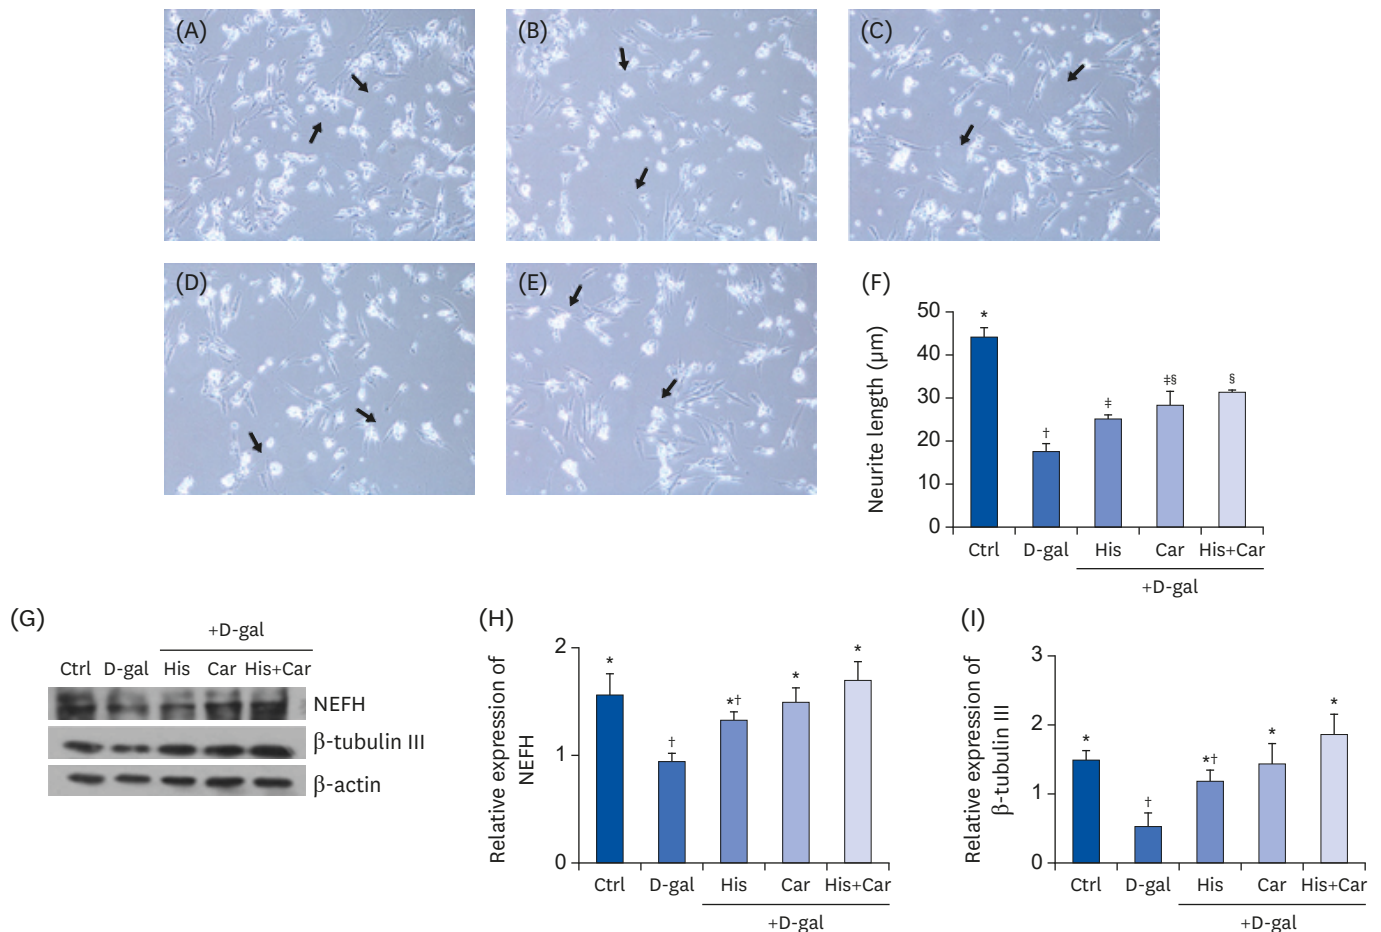 (A)
(B)
(C)
(D)
(E)
(F)
Neurite length (μm)
50
40
30
20
10
0
*
†
‡
‡§
§
Ctrl D-gal His Car His+Car
+D-gal
(G)
+D-gal
Ctrl D-gal His Car His+Car
NEFH
β-tubulin III
β-actin
(H)
Relative expression of
NEFH
2
1
0
*
†
*†
*
*
Ctrl D-gal His Car His+Car
+D-gal
(I)
Relative expression of
β-tubulin III
3
2
1
0
*
†
*†
*
*
Ctrl D-gal His Car His+Car
+D-gal